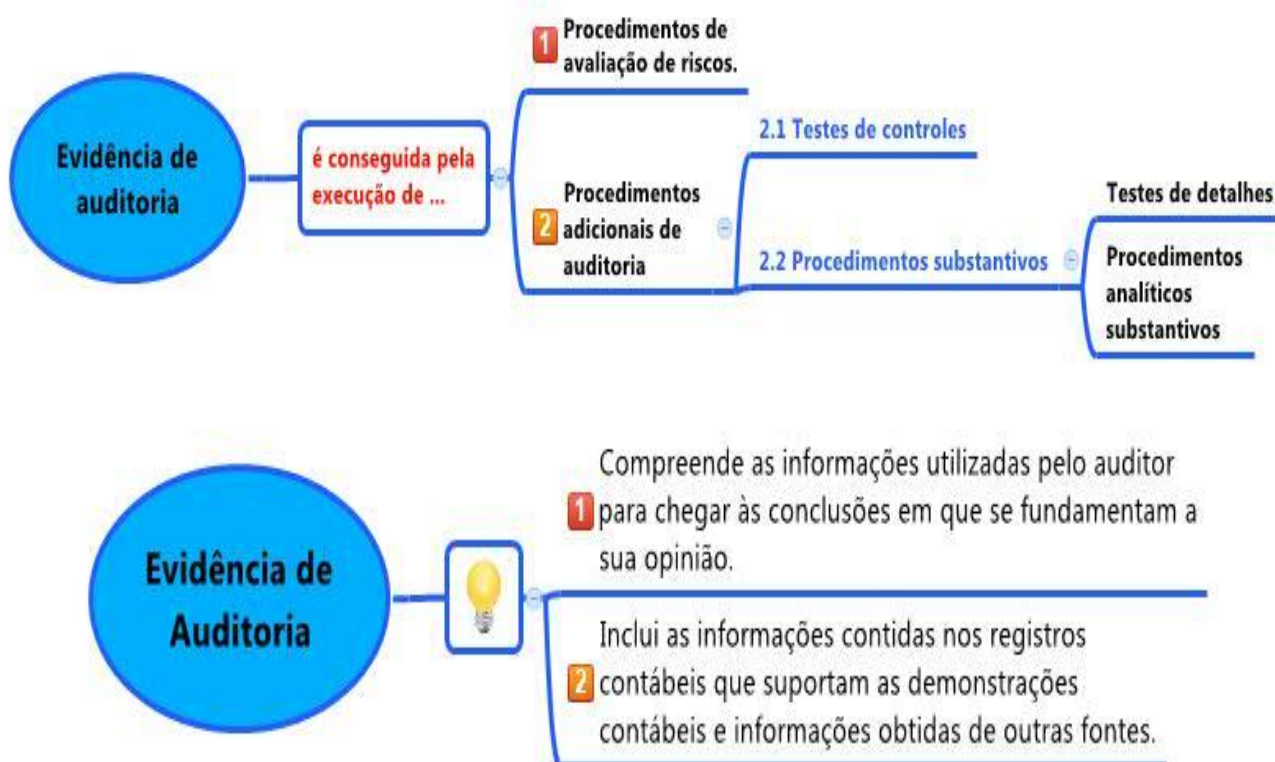 Evidência de
auditoria
é conseguida pela
execução de ...
1
Procedimentos de
avaliação de riscos.
2
Procedimentos
adicionais de
auditoria
2.1 Testes de controles
2.2 Procedimentos substantivos
Testes de detalhes
Procedimentos
analíticos
substantivos
Evidência de
Auditoria
Compreende as informações utilizadas pelo auditor
1 para chegar às conclusões em que se fundamentam a
sua opinião.
Inclui as informações contidas nos registros
2 contábeis que suportam as demonstrações
contábeis e informações obtidas de outras fontes.